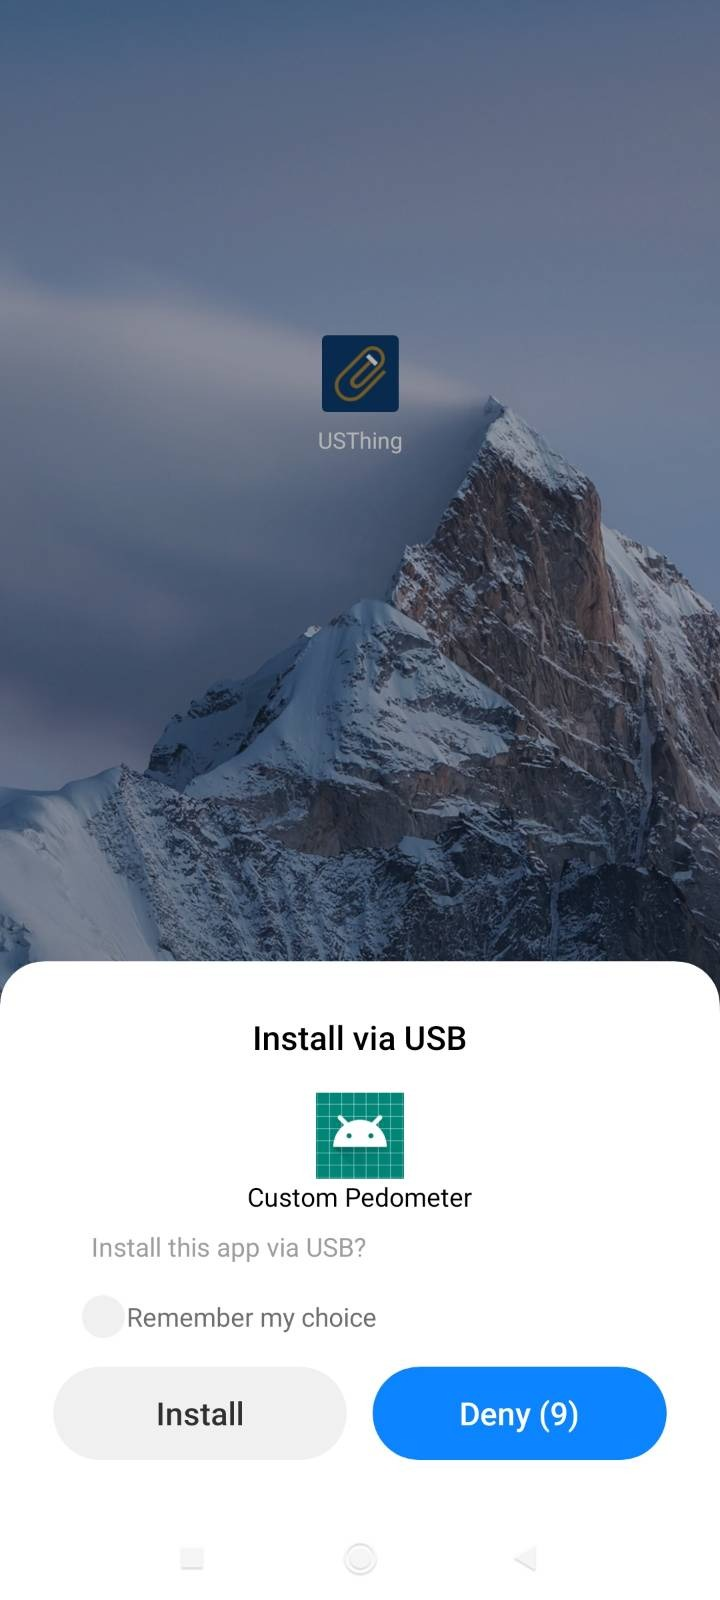 USThing
Install via USB
Custom Pedometer
Install this app via USB?
Remember my choice
Install
Deny (9)